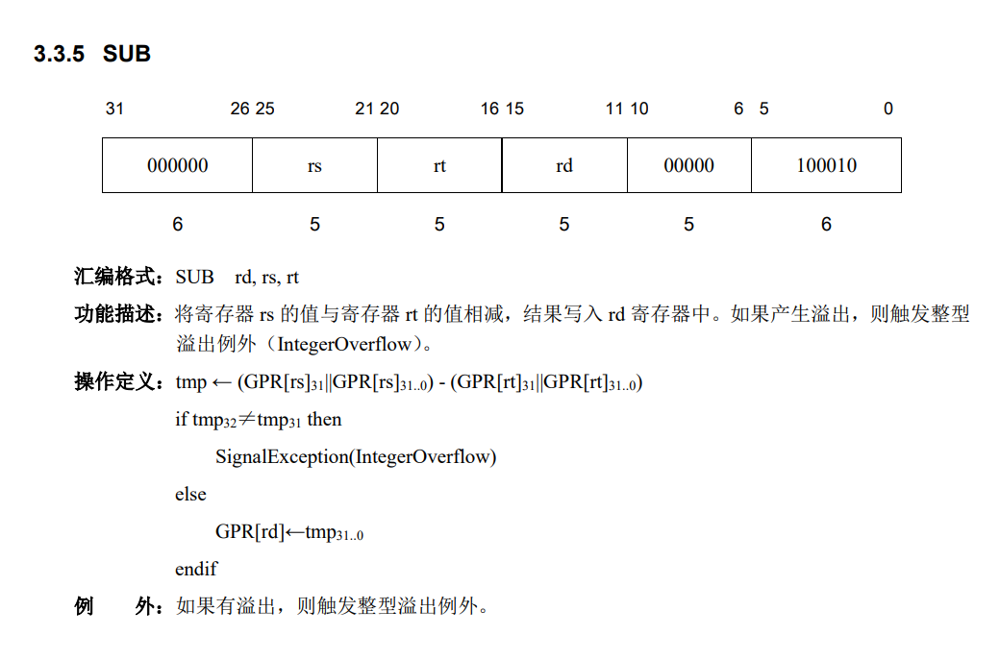 3.3.5 SUB
31 26 25 21 20 16 15 11 10 6 5 0
000000 rs rt rd 00000 100010
6 5 5 5 5 6
汇编格式：SUB rd, rs, rt
功能描述：将寄存器 rs 的值与寄存器 rt 的值相减，结果写入 rd 寄存器中。如果产生溢出，则触发整型
溢出例外（IntegerOverflow）。
操作定义：tmp ← (GPR[rs]31||GPR[rs]31..0) - (GPR[rt]31||GPR[rt]31..0)
if tmp32≠tmp31 then
SignalException(IntegerOverflow)
else
GPR[rd]←tmp31..0
endif
例 外：如果有溢出，则触发整型溢出例外。